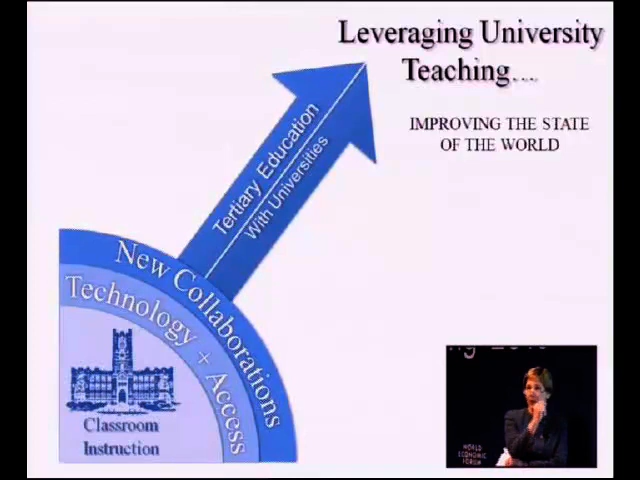 Leveraging University
Teaching...
IMPROVING THE STATE
OF THE WORLD
Tertiary Education
With Universities
New Collaborations
Technology + Access
Classroom
Instruction
WORLD
ECONOMIC
FORUM